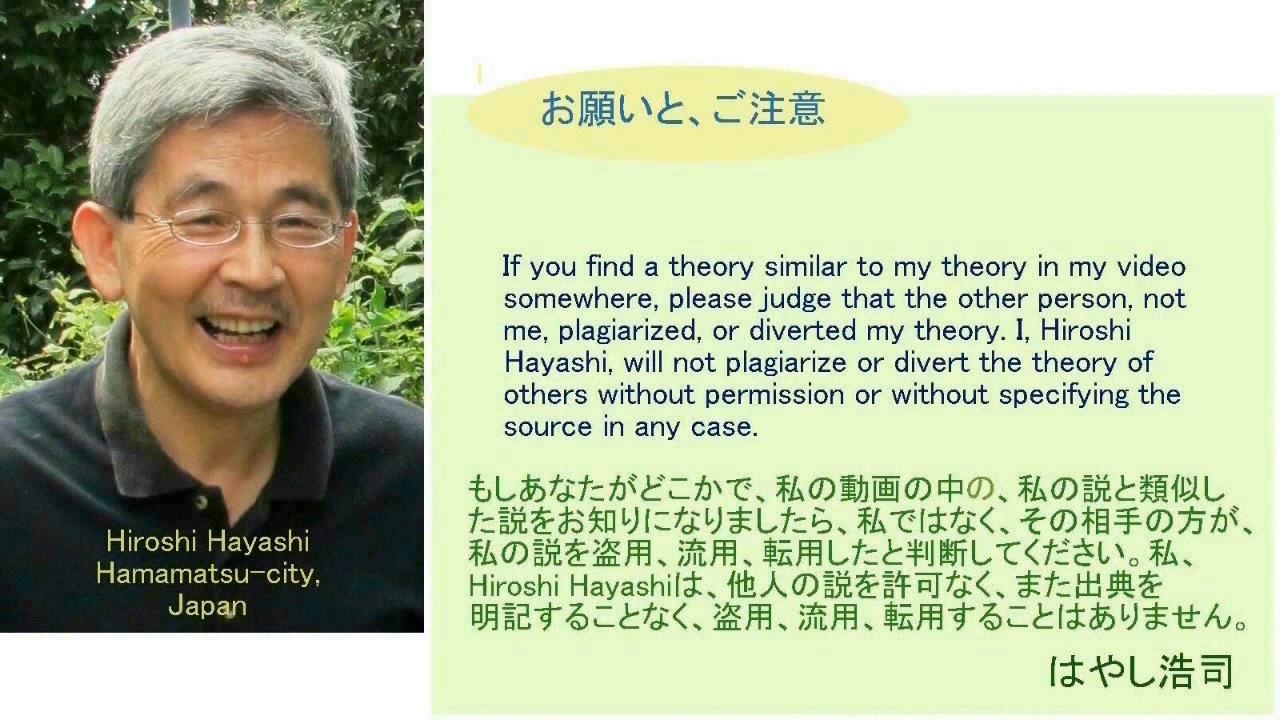 お願いと、ご注意
If you find a theory similar to my theory in my video
somewhere, please judge that the other person, not
me, plagiarized, or diverted my theory. I, Hiroshi
Hayashi, will not plagiarize or divert the theory of
others without permission or without specifying the
source in any case.
もしあなたがどこかで、私の動画の中の、私の説と類似し
た説をお知りになりましたら、私ではなく、その相手の方が、
私の説を盗用、流用、転用したと判断してください。私、
Hiroshi Hayashiは、他人の説を許可なく、また出典を
明記することなく、盗用、流用、転用することはありません。
はやし浩司
Hiroshi Hayashi
Hamamatsu-city,
Japan